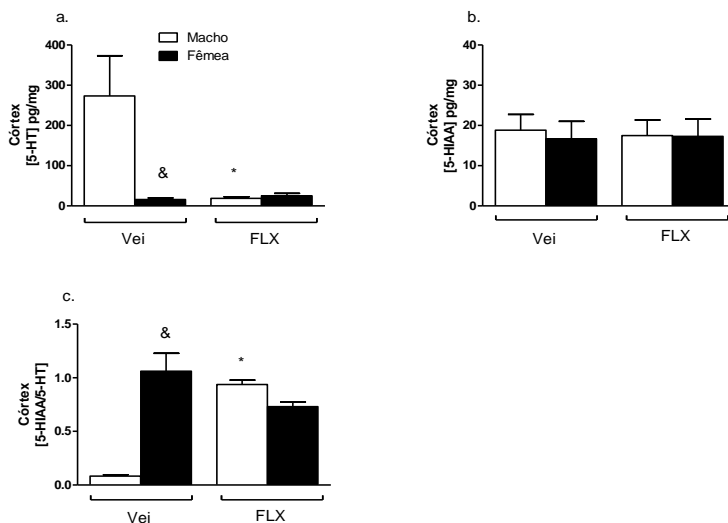 a.
Macho
Fêmea
Córtex
[5-HT] pg/mg
400
300
200
100
0
&
*
Vei
FLX
b.
Córtex
[5-HIAA] pg/mg
40
30
20
10
0
Vei
FLX
c.
Córtex
[5-HIAA/5-HT]
1.5
1.0
0.5
0.0
&
*
Vei
FLX